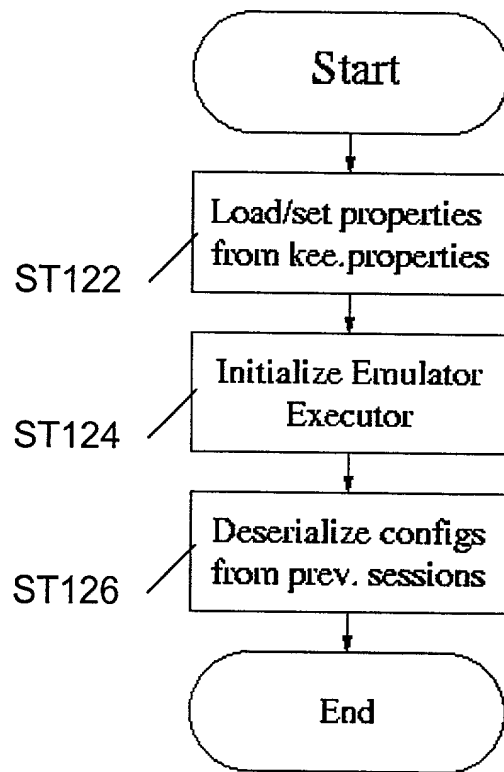 Start
Load/set properties
from kee.properties
ST122
Initialize Emulator
Executor
ST124
Deserialize configs
from prev. sessions
ST126
End